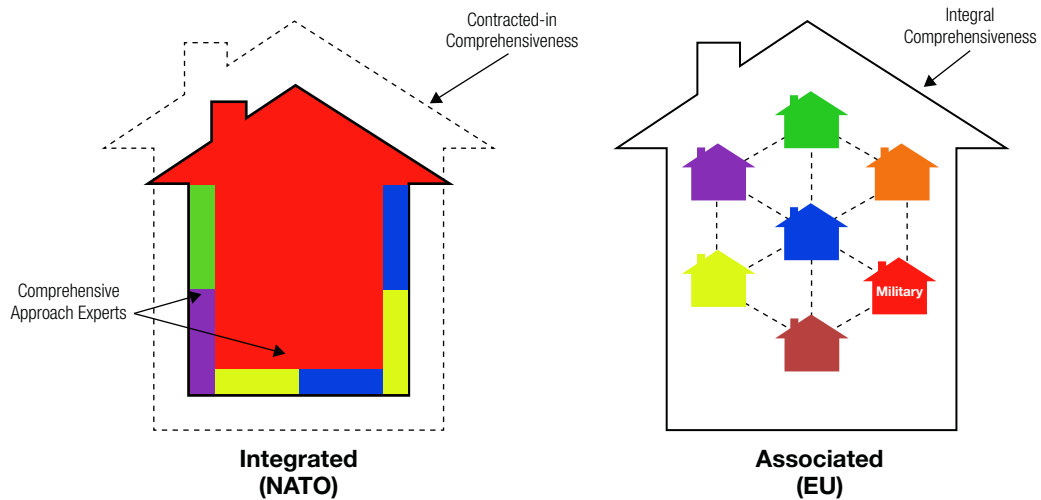 Contracted-in
Comprehensiveness
Integral
Comprehensiveness
Comprehensive
Approach Experts
Military
Integrated
(NATO)
Associated
(EU)